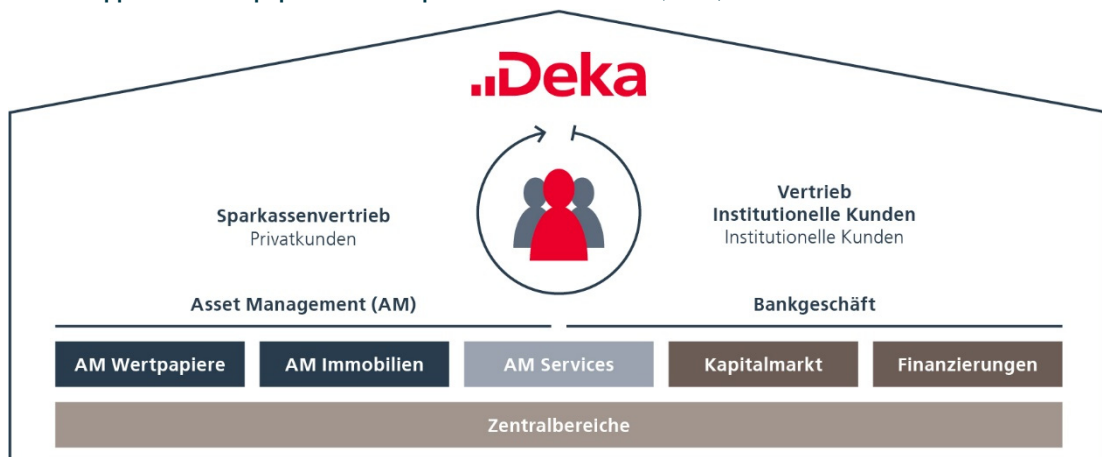 Deka
Sparkassenvertrieb
Privatkunden
Vertrieb
Institutionelle Kunden
Institutionelle Kunden
Asset Management (AM)
Bankgeschäft
AM Wertpapiere
AM Immobilien
AM Services
Kapitalmarkt
Finanzierungen
Zentralbereiche